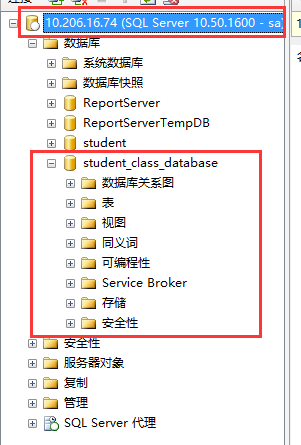 10.206.16.74 (SQL Server 10.50.1600 - sa)
数据库
系统数据库
数据库快照
ReportServer
ReportServerTempDB
student
student_class_database
数据库关系图
表
视图
同义词
可编程性
Service Broker
存储
安全性
安全性
服务器对象
复制
管理
SQL Server 代理